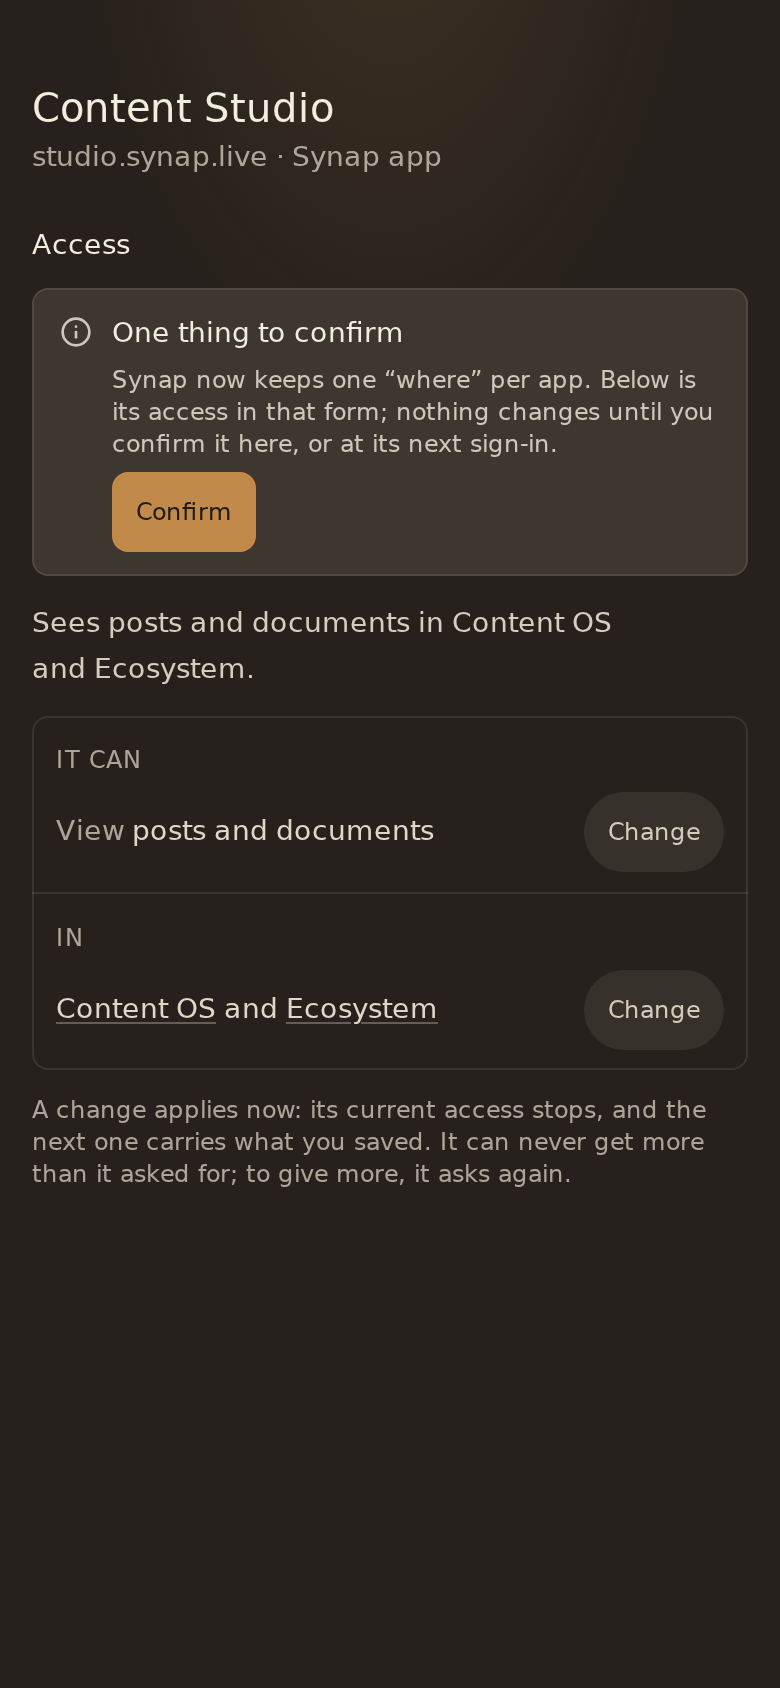 Content Studio
studio.synap.live · Synap app
Access
One thing to confirm
Synap now keeps one “where” per app. Below is
its access in that form; nothing changes until you
confirm it here, or at its next sign-in.
Confirm
Sees posts and documents in Content OS
and Ecosystem.
IT CAN
View posts and documents
Change
IN
Content OS and Ecosystem
Change
A change applies now: its current access stops, and the
next one carries what you saved. It can never get more
than it asked for; to give more, it asks again.